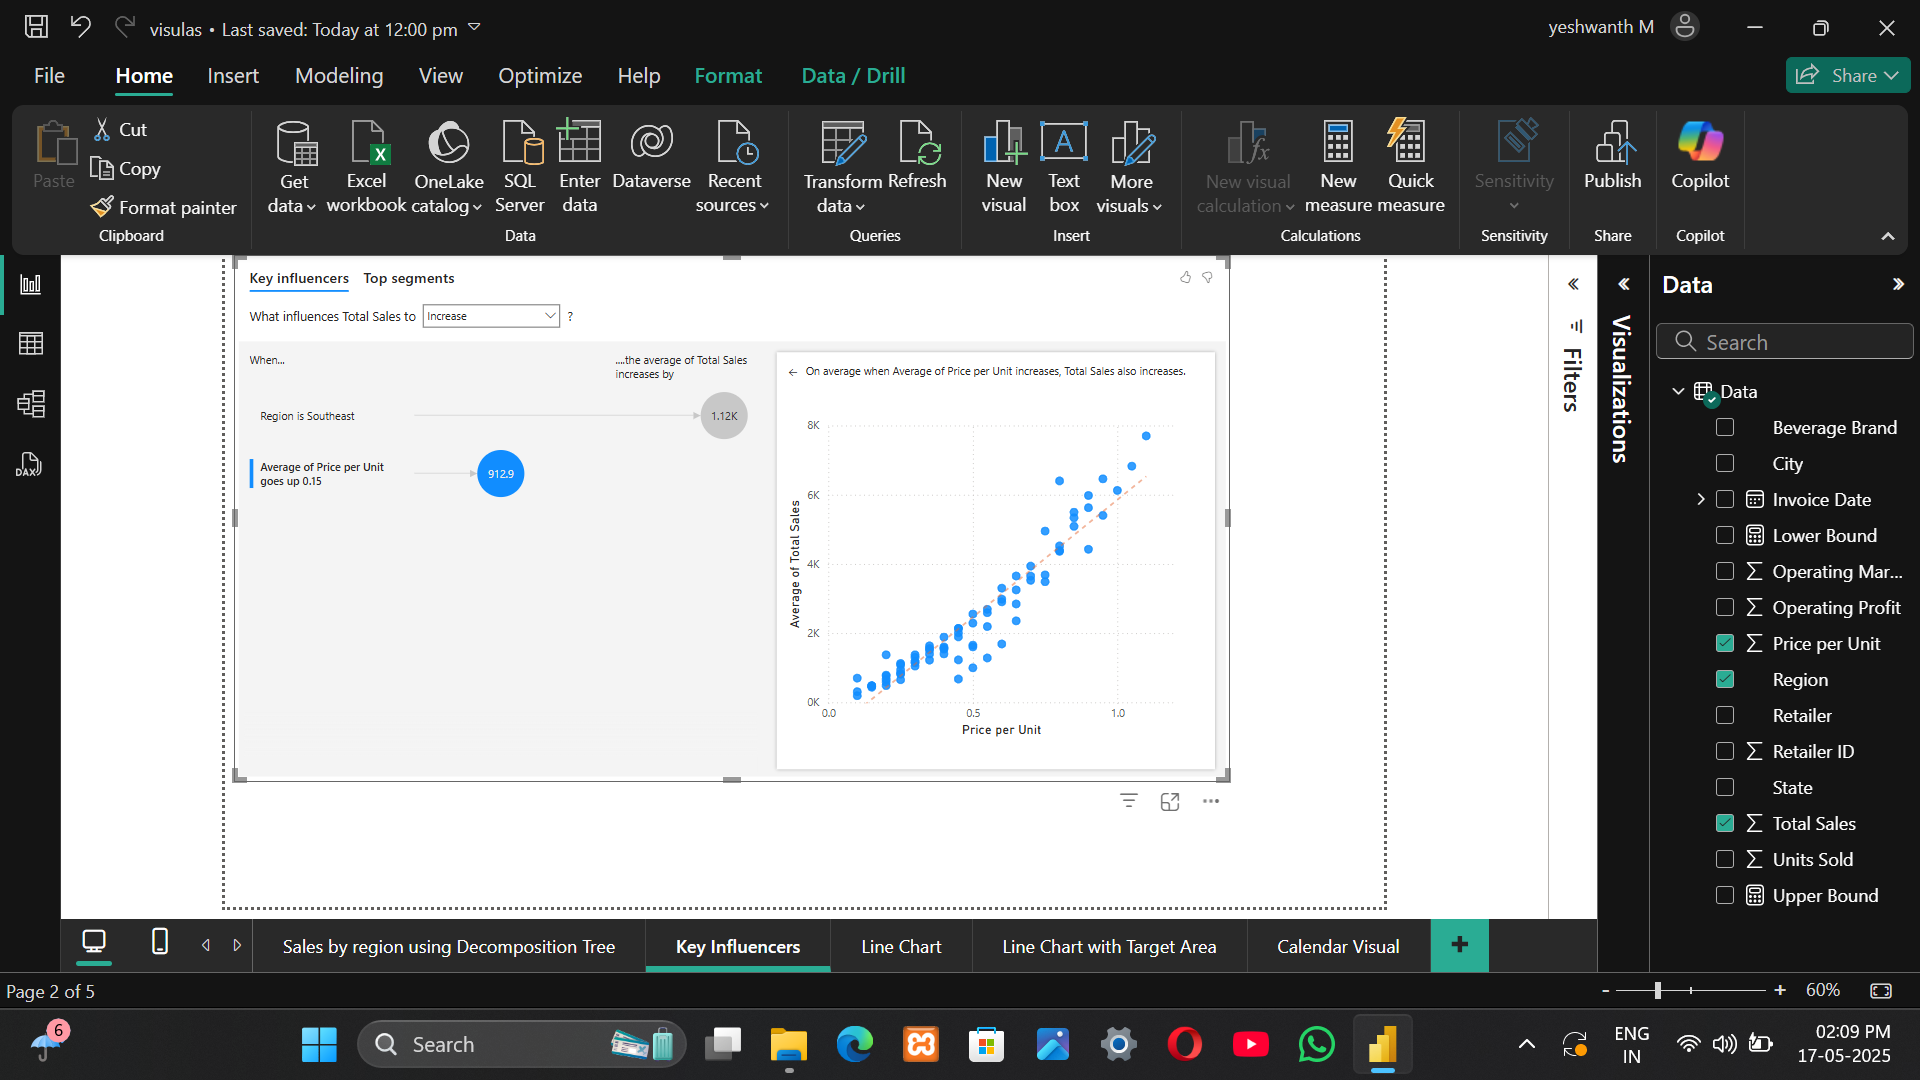 visulas • Last saved: Today at 12:00 pm
yeshwanth M
File
Home
Insert
Modeling
View
Optimize
Help
Format
Data / Drill
Share
Paste
Cut
Copy
Format painter
Clipboard
Get data
Excel workbook
OneLake catalog
SQL Server
Enter data
Dataverse
Recent sources
Data
Transform data
Refresh
Queries
New visual
Text box
More visuals
Insert
New visual calculation
New measure
Quick measure
Calculations
Sensitivity
Sensitivity
Publish
Share
Copilot
Copilot
DAX
Key influencers
Top segments
What influences Total Sales to Increase ?
When...
....the average of Total Sales
increases by
Region is Southeast
1.12K
Average of Price per Unit
goes up 0.15
912.9
← On average when Average of Price per Unit increases, Total Sales also increases.
Average of Total Sales
8K
6K
4K
2K
0K
0.0
0.5
1.0
Price per Unit
Filters
Visualizations
Data
Search
Data
Beverage Brand
City
Invoice Date
Lower Bound
Operating Mar...
Operating Profit
Price per Unit
Region
Retailer
Retailer ID
State
Total Sales
Units Sold
Upper Bound
Sales by region using Decomposition Tree
Key Influencers
Line Chart
Line Chart with Target Area
Calendar Visual
+
Page 2 of 5
- + 60%
6
Search
ENG
IN
02:09 PM
17-05-2025